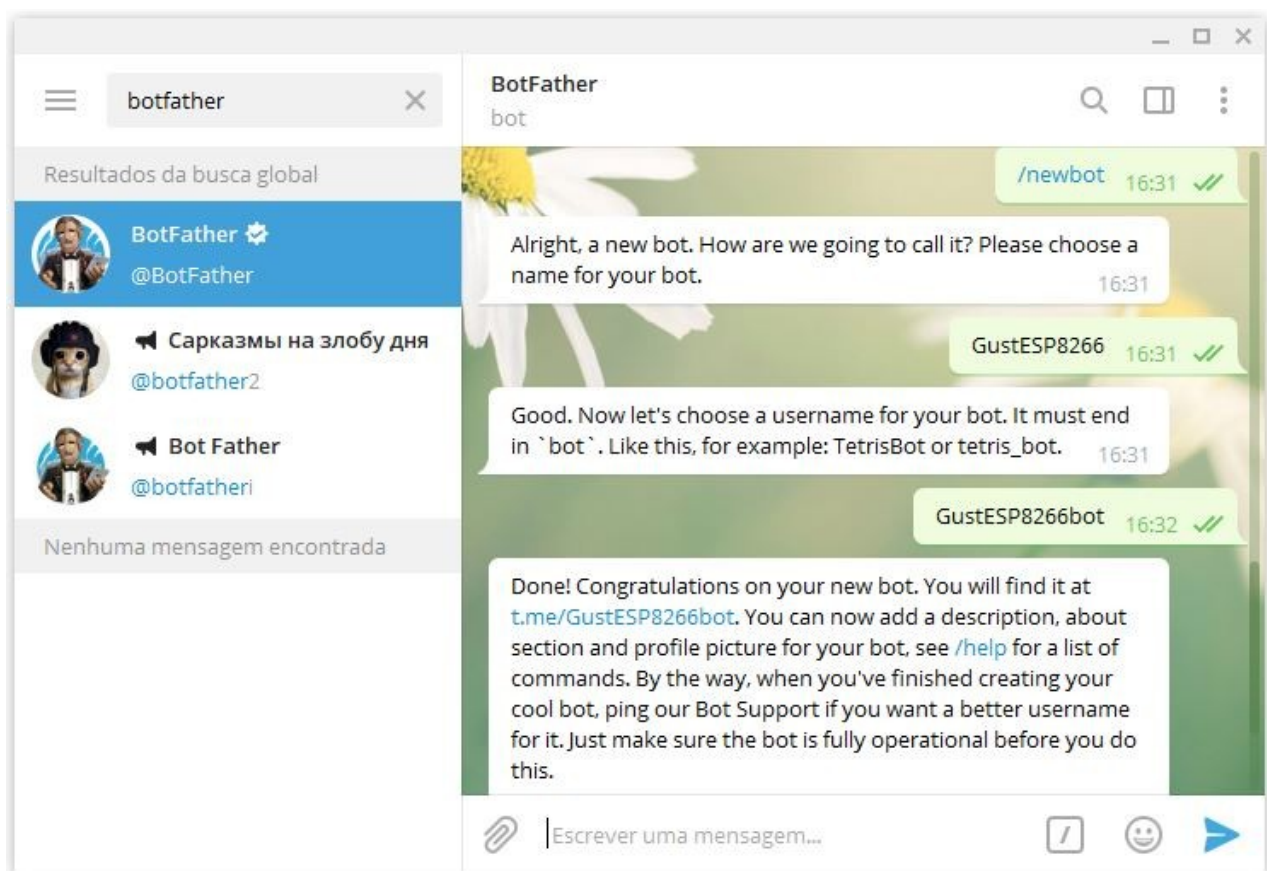 botfather
Resultados da busca global
BotFather
@BotFather
Сарказмы на злобу дня
@botfather2
Bot Father
@botfatheri
Nenhuma mensagem encontrada
BotFather
bot
/newbot 16:31
Alright, a new bot. How are we going to call it? Please choose a
name for your bot.
16:31
GustESP8266 16:31
Good. Now let's choose a username for your bot. It must end
in `bot`. Like this, for example: TetrisBot or tetris_bot.
16:31
GustESP8266bot 16:32
Done! Congratulations on your new bot. You will find it at
t.me/GustESP8266bot. You can now add a description, about
section and profile picture for your bot, see /help for a list of
commands. By the way, when you've finished creating your
cool bot, ping our Bot Support if you want a better username
for it. Just make sure the bot is fully operational before you do
this.
Escrever uma mensagem...